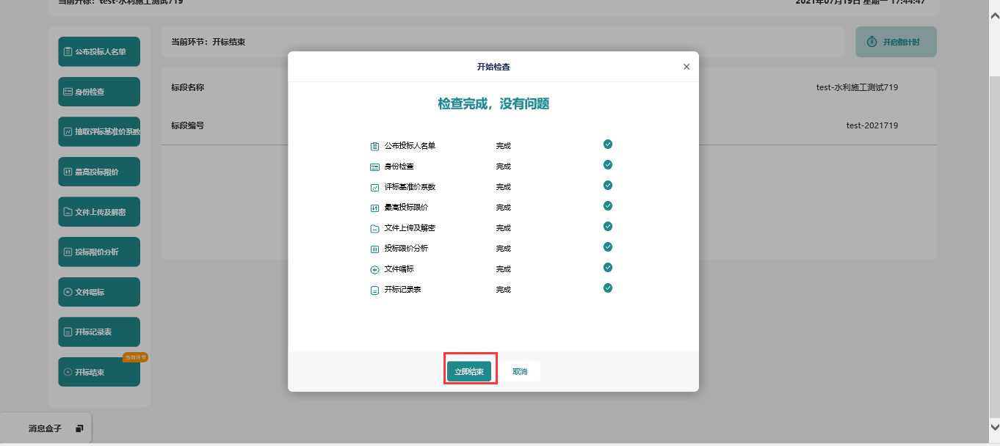 当前开标：test-水利施工测试719
2021年07月19日 星期一 17:44:47
公布投标人名单
身份检查
抽取评标基准价系数
最高投标限价
文件上传及解密
投标限价分析
文件唱标
开标记录表
当前环节
开标结束
消息盒子
当前环节：开标结束
开启倒计时
标段名称
test-水利施工测试719
标段编号
test-2021719
开始检查
检查完成，没有问题
公布投标人名单 完成
身份检查 完成
评标基准价系数 完成
最高投标限价 完成
文件上传及解密 完成
投标限价分析 完成
文件唱标 完成
开标记录表 完成
立即结束 取消